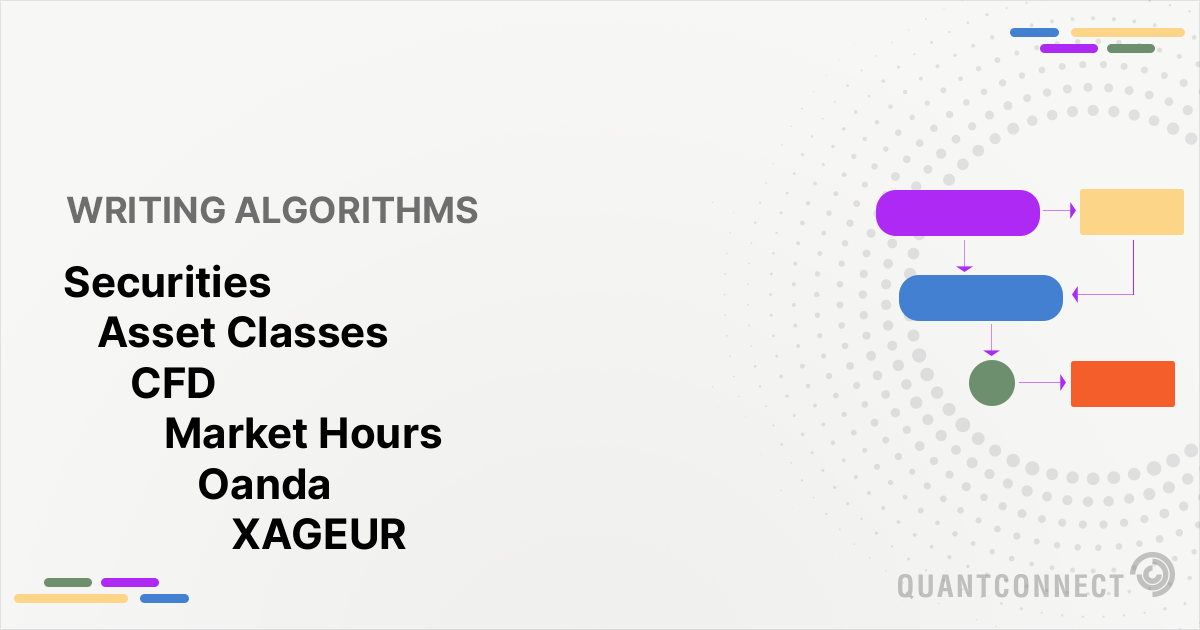 WRITING ALGORITHMS
Securities
Asset Classes
CFD
Market Hours
Oanda
XAGEUR
QUANTCONNECT